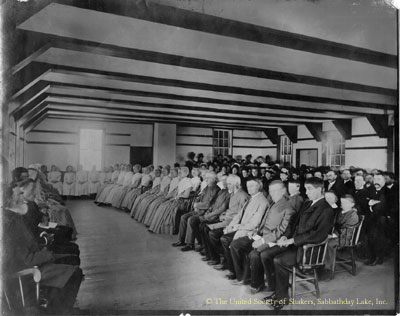 © The United Society of Shakers, Sabbathday Lake, Inc.